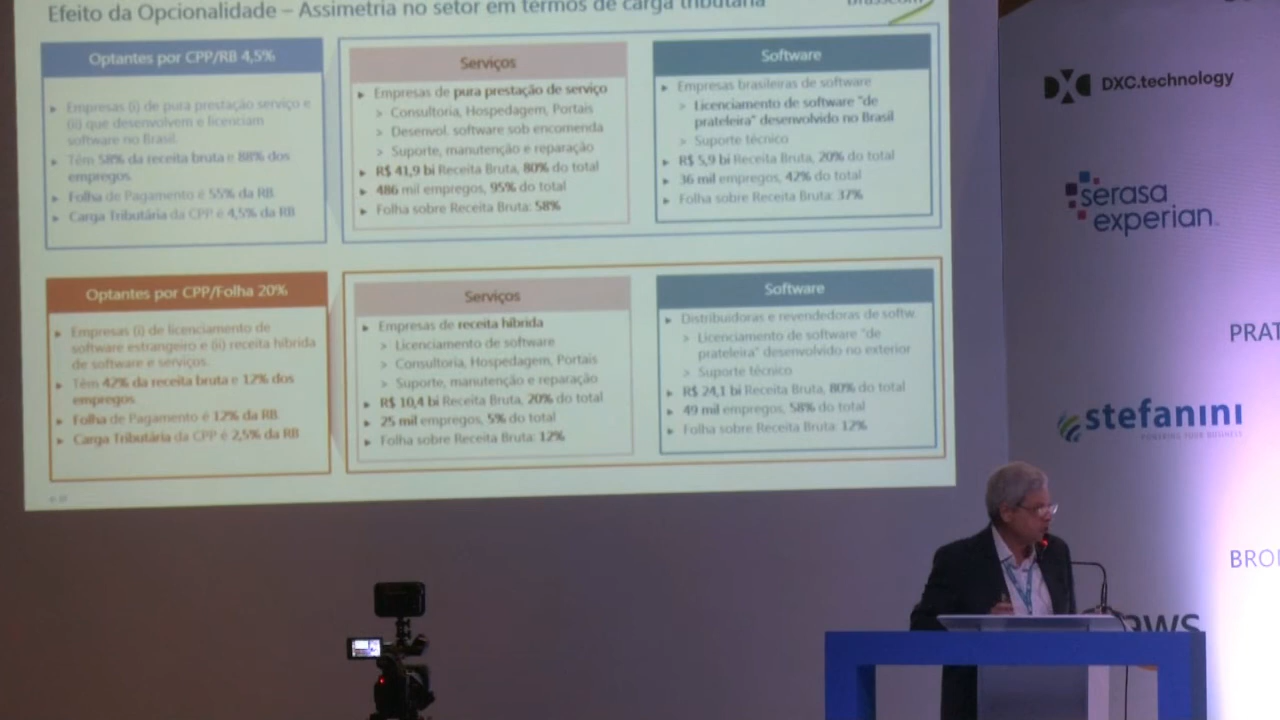 Efeito da Opcionalidade – Assimetria no setor em termos de carga tributária
Optantes por CPP/RB 4,5%
Empresas (i) de pura prestação serviço e
(ii) que desenvolvem e licenciam
software no Brasil.
Têm 58% da receita bruta e 88% dos
empregos.
Folha de Pagamento é 55% da RB
Carga Tributária da CPP é 4,5% da RB
Serviços
Empresas de pura prestação de serviço
Consultoria, Hospedagem, Portais
Desenvol. software sob encomenda
Suporte, manutenção e reparação
R$ 41,9 bi Receita Bruta, 80% do total
486 mil empregos, 95% do total
Folha sobre Receita Bruta: 58%
Software
Empresas brasileiras de software
Licenciamento de software "de
prateleira" desenvolvido no Brasil
Suporte técnico
R$ 5,9 bi Receita Bruta, 20% do total
36 mil empregos, 42% do total
Folha sobre Receita Bruta: 37%
Optantes por CPP/Folha 20%
Empresas (i) de licenciamento de
software estrangeiro e (ii) receita híbrida
de software e serviços.
Têm 42% da receita bruta e 12% dos
empregos.
Folha de Pagamento é 12% da RB
Carga Tributária da CPP é 2,5% da RB
Serviços
Empresas de receita híbrida
Licenciamento de software
Consultoria, Hospedagem, Portais
Suporte, manutenção e reparação
R$ 10,4 bi Receita Bruta, 20% do total
25 mil empregos, 5% do total
Folha sobre Receita Bruta: 12%
Software
Distribuidoras e revendedoras de softw.
Licenciamento de software "de
prateleira" desenvolvido no exterior
Suporte técnico
R$ 24,1 bi Receita Bruta, 80% do total
49 mil empregos, 58% do total
Folha sobre Receita Bruta: 12%
DXC.technology
serasa
experian
PRAT
stefanini
BRO